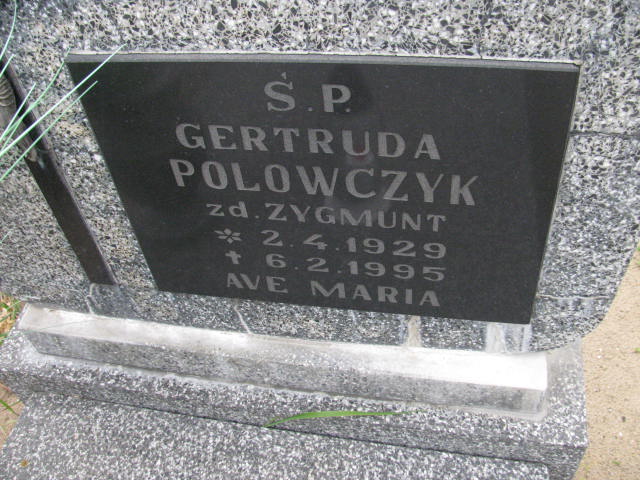 Ś.P.
GERTRUDA
POLOWCZYK
zd. ZYGMUNT
* 2.4.1929
† 6.2.1995
AVE MARIA